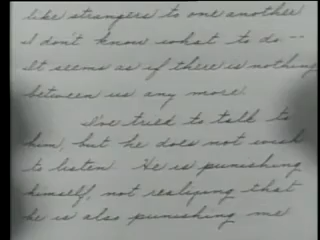 like strangers to one another
I don't know what to do --
It seems as if there is nothing
between us any more.
I've tried to talk to
him, but he does not wish
to listen. He is punishing
himself, not realizing that
he is also punishing me